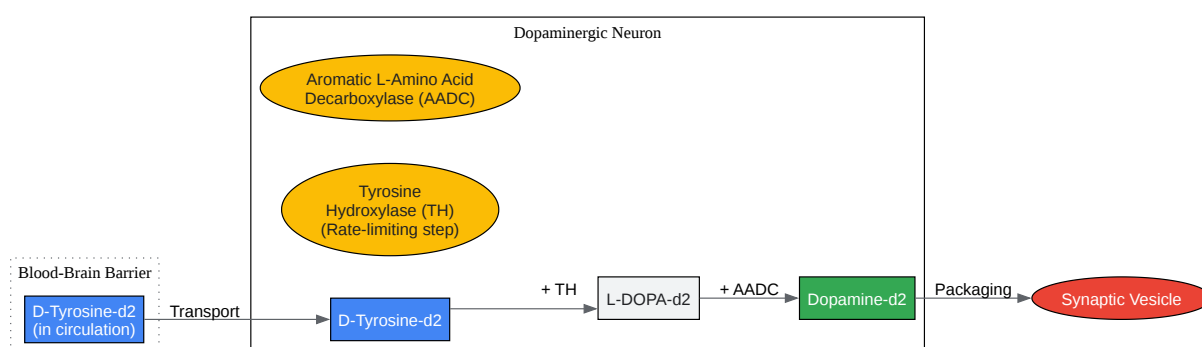 Dopaminergic Neuron
Aromatic L-Amino Acid
Decarboxylase (AADC)
Tyrosine
Hydroxylase (TH)
(Rate-limiting step)
Blood-Brain Barrier
D-Tyrosine-d2
(in circulation)
Transport
D-Tyrosine-d2
+ TH
L-DOPA-d2
+ AADC
Dopamine-d2
Packaging
Synaptic Vesicle